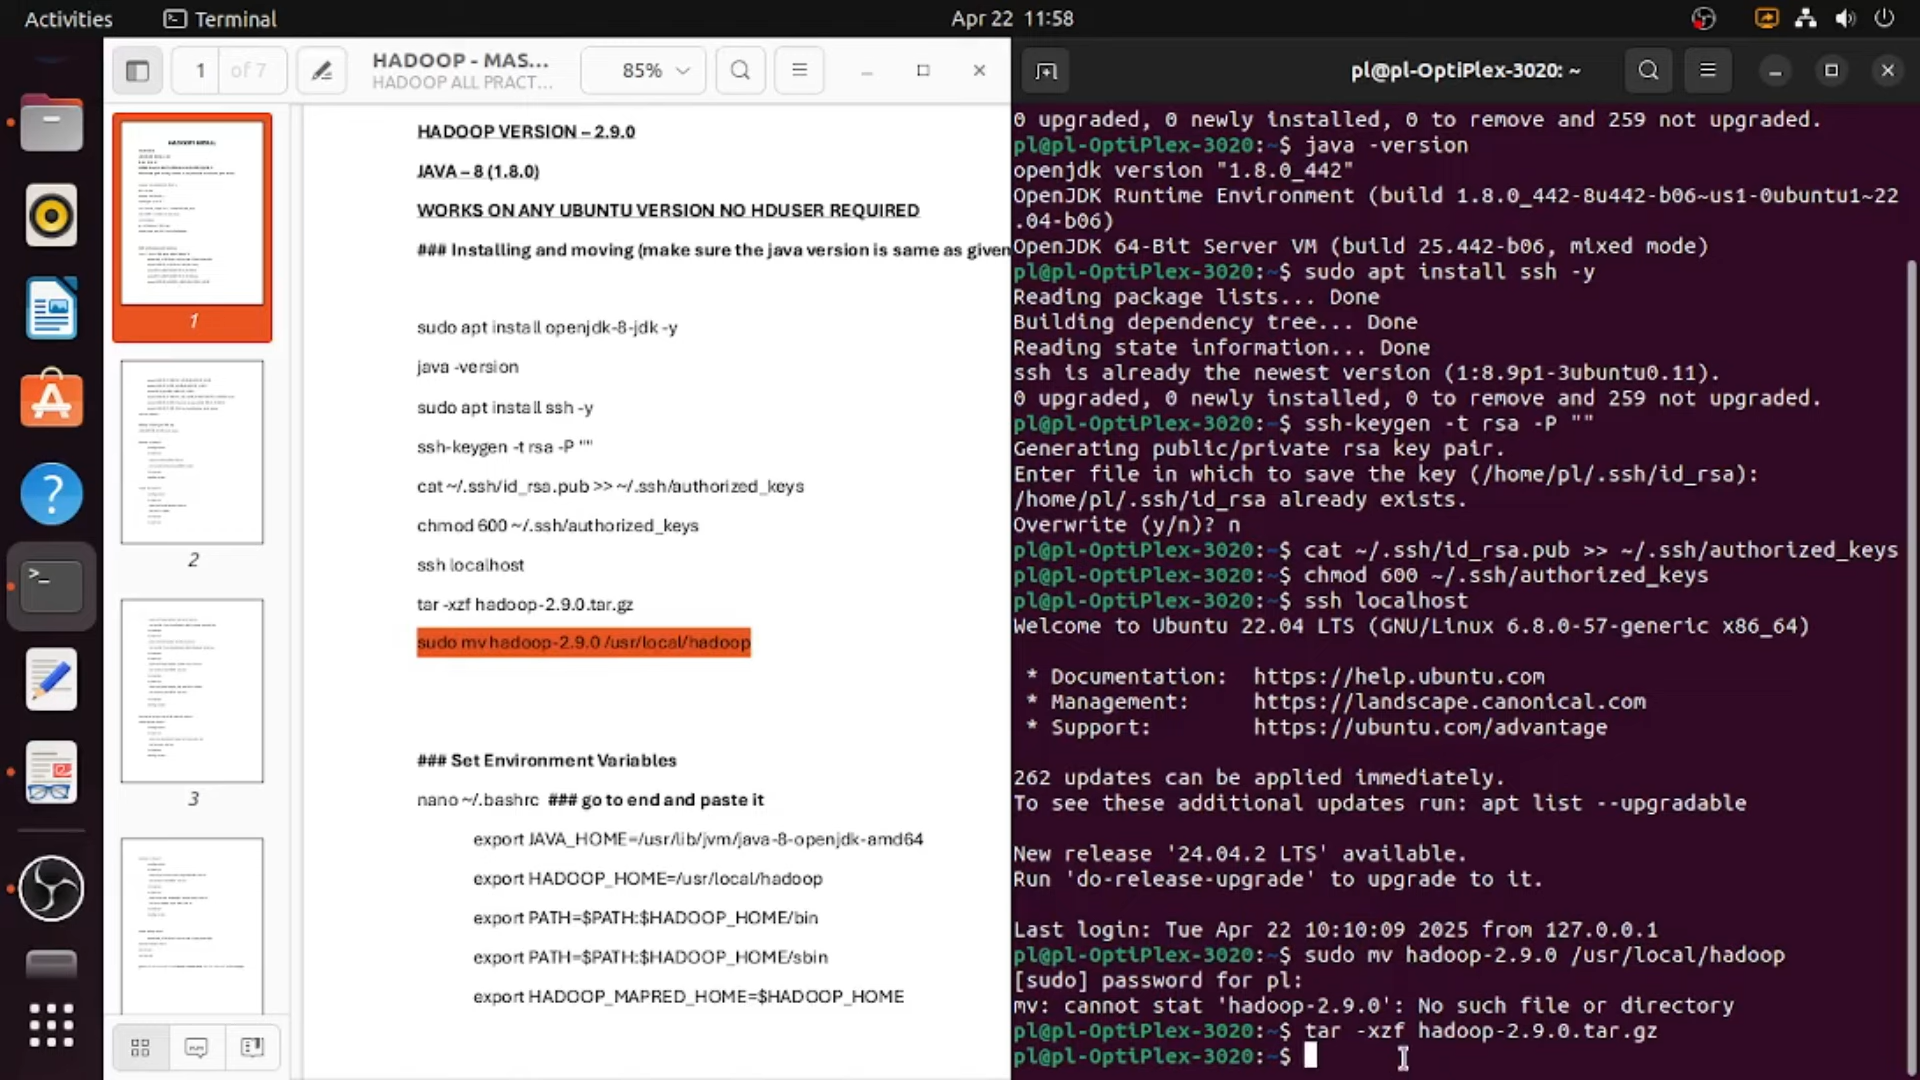 Activities
Terminal
Apr 22 11:58
1 of 7
HADOOP - MAS...
HADOOP ALL PRACT...
85%
1
2
3
HADOOP VERSION – 2.9.0
JAVA – 8 (1.8.0)
WORKS ON ANY UBUNTU VERSION NO HDUSER REQUIRED
### Installing and moving (make sure the java version is same as given
sudo apt install openjdk-8-jdk -y
java -version
sudo apt install ssh -y
ssh-keygen -t rsa -P ""
cat ~/.ssh/id_rsa.pub >> ~/.ssh/authorized_keys
chmod 600 ~/.ssh/authorized_keys
ssh localhost
tar -xzf hadoop-2.9.0.tar.gz
sudo mv hadoop-2.9.0 /usr/local/hadoop
### Set Environment Variables
nano ~/.bashrc ### go to end and paste it
export JAVA_HOME=/usr/lib/jvm/java-8-openjdk-amd64
export HADOOP_HOME=/usr/local/hadoop
export PATH=$PATH:$HADOOP_HOME/bin
export PATH=$PATH:$HADOOP_HOME/sbin
export HADOOP_MAPRED_HOME=$HADOOP_HOME
pl@pl-OptiPlex-3020: ~
0 upgraded, 0 newly installed, 0 to remove and 259 not upgraded.
pl@pl-OptiPlex-3020:~$ java -version
openjdk version "1.8.0_442"
OpenJDK Runtime Environment (build 1.8.0_442-8u442-b06~us1-0ubuntu1~22
.04-b06)
OpenJDK 64-Bit Server VM (build 25.442-b06, mixed mode)
pl@pl-OptiPlex-3020:~$ sudo apt install ssh -y
Reading package lists... Done
Building dependency tree... Done
Reading state information... Done
ssh is already the newest version (1:8.9p1-3ubuntu0.11).
0 upgraded, 0 newly installed, 0 to remove and 259 not upgraded.
pl@pl-OptiPlex-3020:~$ ssh-keygen -t rsa -P ""
Generating public/private rsa key pair.
Enter file in which to save the key (/home/pl/.ssh/id_rsa):
/home/pl/.ssh/id_rsa already exists.
Overwrite (y/n)? n
pl@pl-OptiPlex-3020:~$ cat ~/.ssh/id_rsa.pub >> ~/.ssh/authorized_keys
pl@pl-OptiPlex-3020:~$ chmod 600 ~/.ssh/authorized_keys
pl@pl-OptiPlex-3020:~$ ssh localhost
Welcome to Ubuntu 22.04 LTS (GNU/Linux 6.8.0-57-generic x86_64)
* Documentation: https://help.ubuntu.com
* Management: https://landscape.canonical.com
* Support: https://ubuntu.com/advantage
262 updates can be applied immediately.
To see these additional updates run: apt list --upgradable
New release '24.04.2 LTS' available.
Run 'do-release-upgrade' to upgrade to it.
Last login: Tue Apr 22 10:10:09 2025 from 127.0.0.1
pl@pl-OptiPlex-3020:~$ sudo mv hadoop-2.9.0 /usr/local/hadoop
[sudo] password for pl:
mv: cannot stat 'hadoop-2.9.0': No such file or directory
pl@pl-OptiPlex-3020:~$ tar -xzf hadoop-2.9.0.tar.gz
pl@pl-OptiPlex-3020:~$